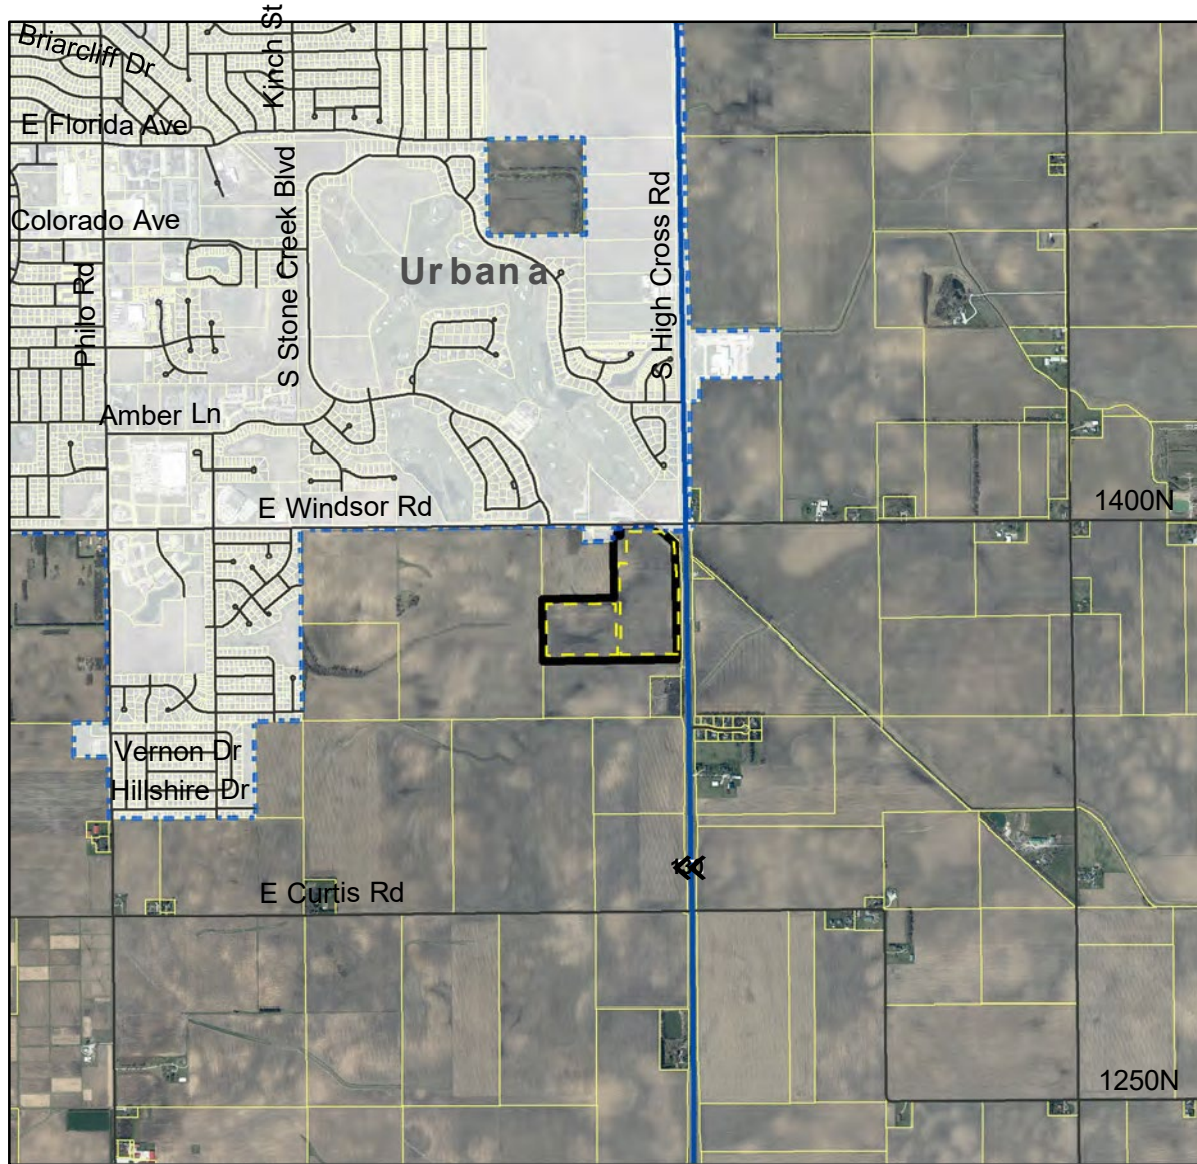 Kinch St
Briarcliff Dr
E Florida Ave
S Stone Creek Blvd
S High Cross Rd
Colorado Ave
Urbana
Philo Rd
Amber Ln
E Windsor Rd
1400N
Vernon Dr
Hillshire Dr
E Curtis Rd
1250N